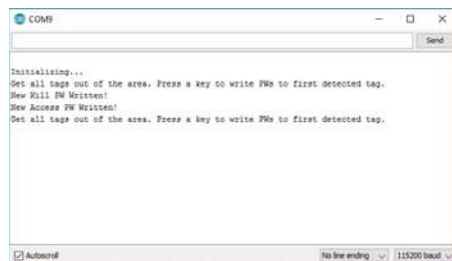 COM9
Send
Initializing...
Get all tags out of the area. Press a key to write PWs to first detected tag.
New Kill PW Written!
New Access PW Written!
Get all tags out of the area. Press a key to write PWs to first detected tag.
Autoscroll
No line ending
115200 baud